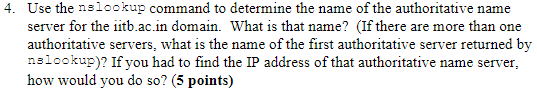 4. Use the nslookup command to determine the name of the authoritative name
server for the iitb.ac.in domain. What is that name? (If there are more than one
authoritative servers, what is the name of the first authoritative server returned by
nslookup)? If you had to find the IP address of that authoritative name server,
how would you do so? (5 points)